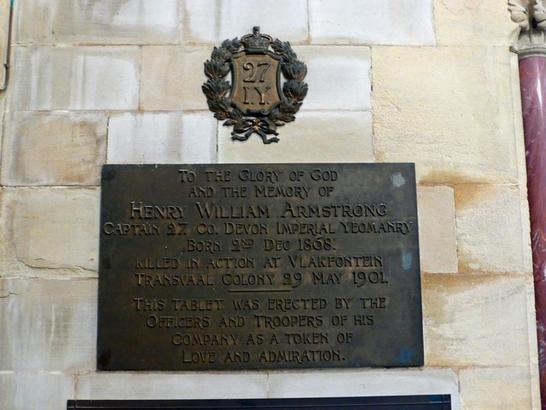 27
I.Y.
To the Glory of God
and the Memory of
Henry William Armstrong
Captain 27 Co. Devon Imperial Yeomanry
Born 2nd Dec 1868.
Killed in action at Vlakfontein
Transvaal Colony 29 May 1901.
This tablet was erected by the
Officers and Troopers of his
Company as a token of
Love and admiration.